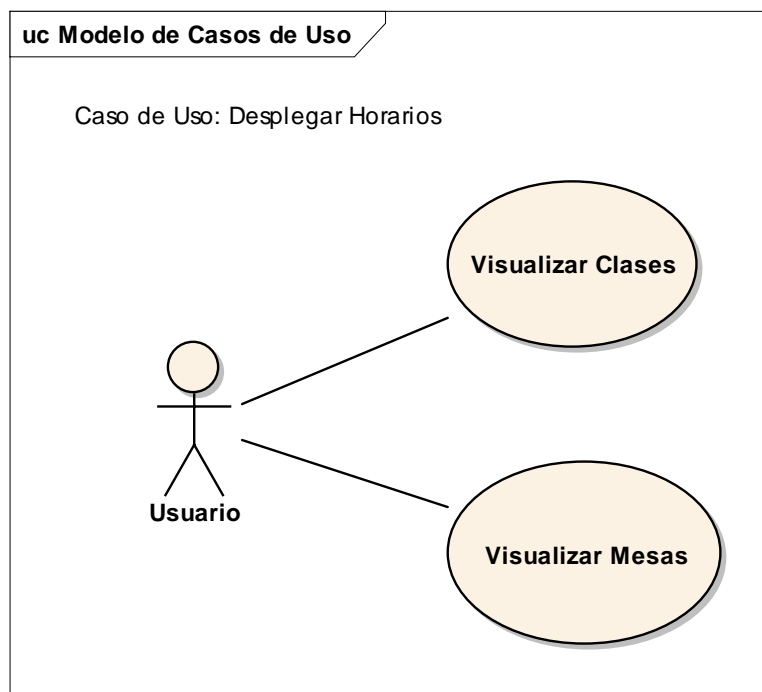 uc Modelo de Casos de Uso
Caso de Uso: Desplegar Horarios
Visualizar Clases
Usuario
Visualizar Mesas